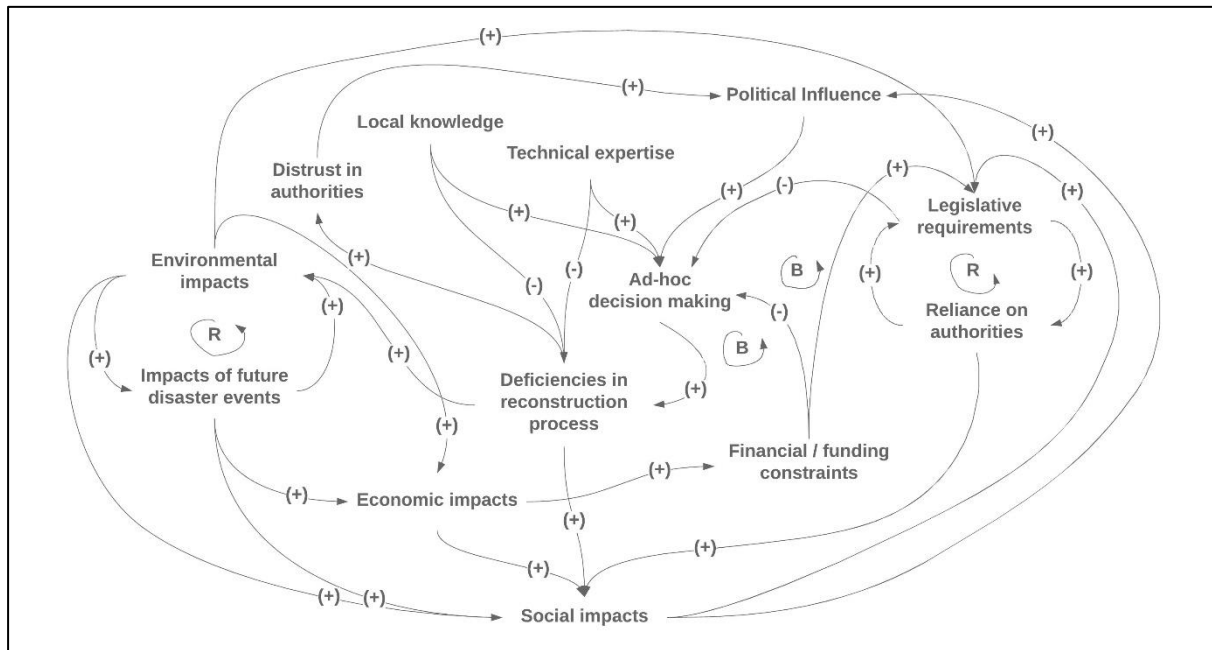 (+)
(+)
Political Influence
Local knowledge
(+)
Technical expertise
Distrust in
authorities
(+)
(-)
(+)
(+)
(+)
(+)
Legislative
requirements
(+)
Environmental
impacts
(-)
(-)
Ad-hoc
decision making
B
R
(+)
(+)
(+)
Reliance on
authorities
R
(+)
(-)
B
(+)
(+)
Impacts of future
disaster events
Deficiencies in
reconstruction
process
(+)
(+)
Financial / funding
constraints
(+)
(+)
Economic impacts
(+)
(+)
(+)
(+)
(+)
Social impacts